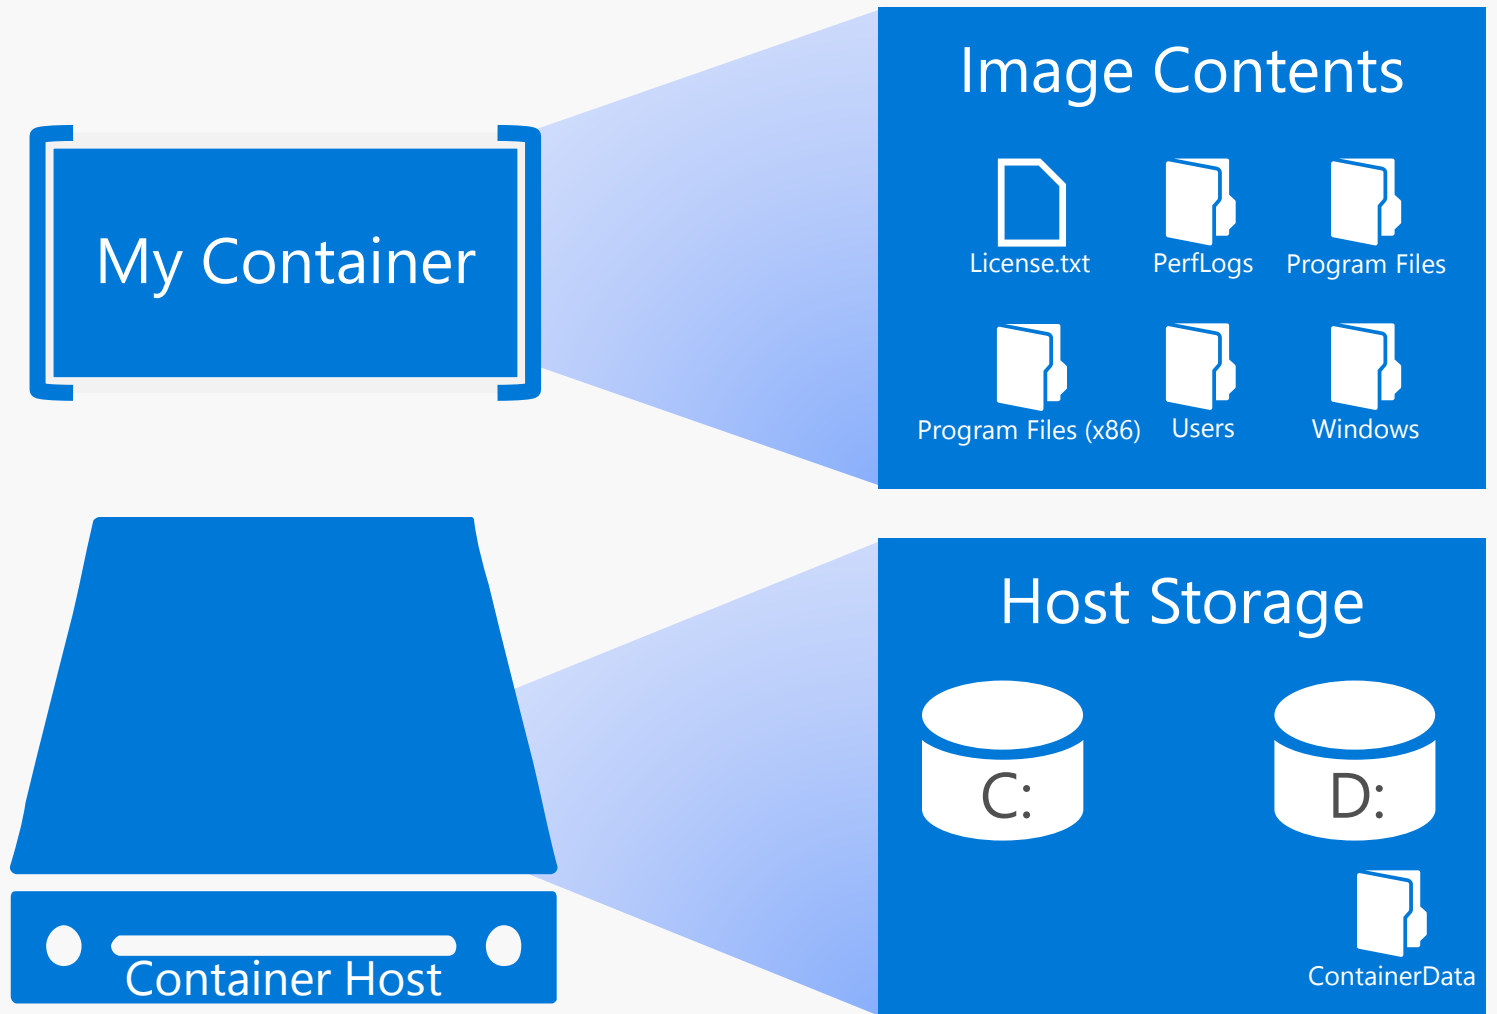 Image Contents
My Container
License.txt
PerfLogs
Program Files
Program Files (x86)
Users
Windows
Host Storage
C:
D:
ContainerData
Container Host